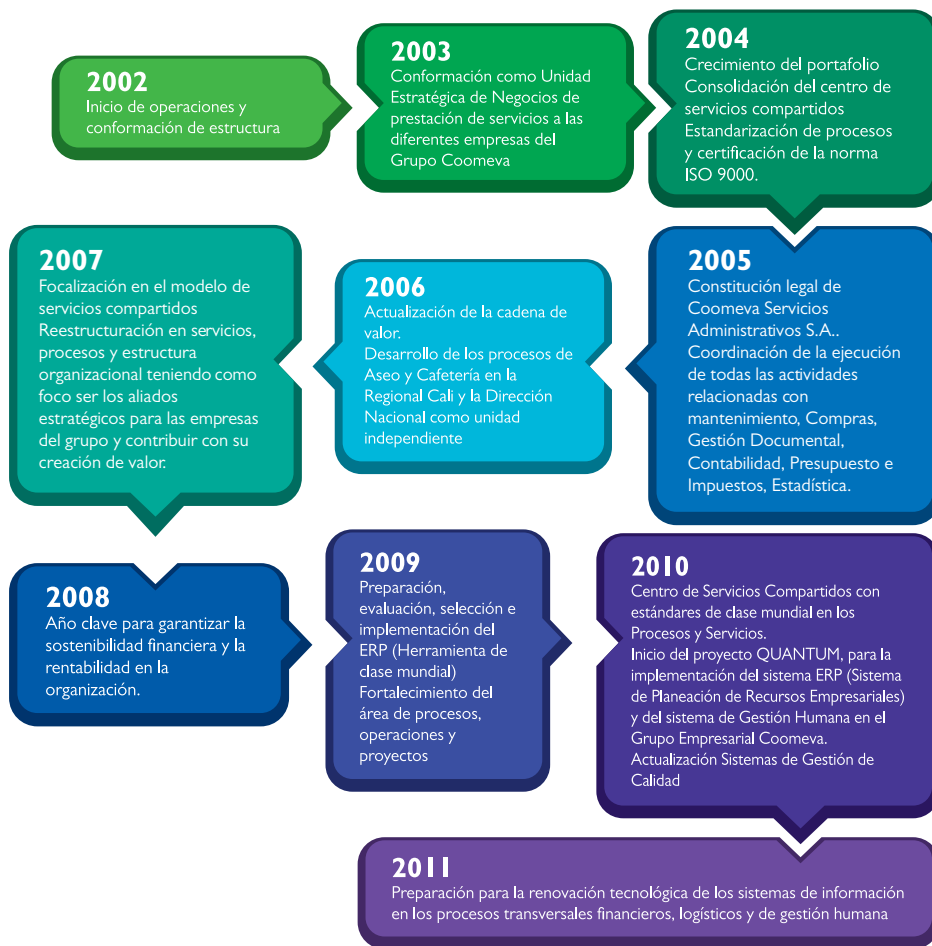 2002
Inicio de operaciones y
conformación de estructura
2003
Conformación como Unidad
Estratégica de Negocios de
prestación de servicios a las
diferentes empresas del
Grupo Coomeva
2004
Crecimiento del portafolio
Consolidación del centro de
servicios compartidos
Estandarización de procesos
y certificación de la norma
ISO 9000.
2005
Constitución legal de
Coomeva Servicios
Administrativos S.A..
Coordinación de la ejecución
de todas las actividades
relacionadas con
mantenimiento, Compras,
Gestión Documental,
Contabilidad, Presupuesto e
Impuestos, Estadística.
2006
Actualización de la cadena de
valor.
Desarrollo de los procesos de
Aseo y Cafetería en la
Regional Cali y la Dirección
Nacional como unidad
independiente
2007
Focalización en el modelo de
servicios compartidos
Reestructuración en servicios,
procesos y estructura
organizacional teniendo como
foco ser los aliados
estratégicos para las empresas
del grupo y contribuir con su
creación de valor.
2008
Año clave para garantizar la
sostenibilidad financiera y la
rentabilidad en la
organización.
2009
Preparación,
evaluación, selección e
implementación del
ERP (Herramienta de
clase mundial)
Fortalecimiento del
área de procesos,
operaciones y
proyectos
2010
Centro de Servicios Compartidos con
estándares de clase mundial en los
Procesos y Servicios.
Inicio del proyecto QUANTUM, para la
implementación del sistema ERP (Sistema
de Planeación de Recursos Empresariales)
y del sistema de Gestión Humana en el
Grupo Empresarial Coomeva.
Actualización Sistemas de Gestión de
Calidad
2011
Preparación para la renovación tecnológica de los sistemas de información
en los procesos transversales financieros, logísticos y de gestión humana